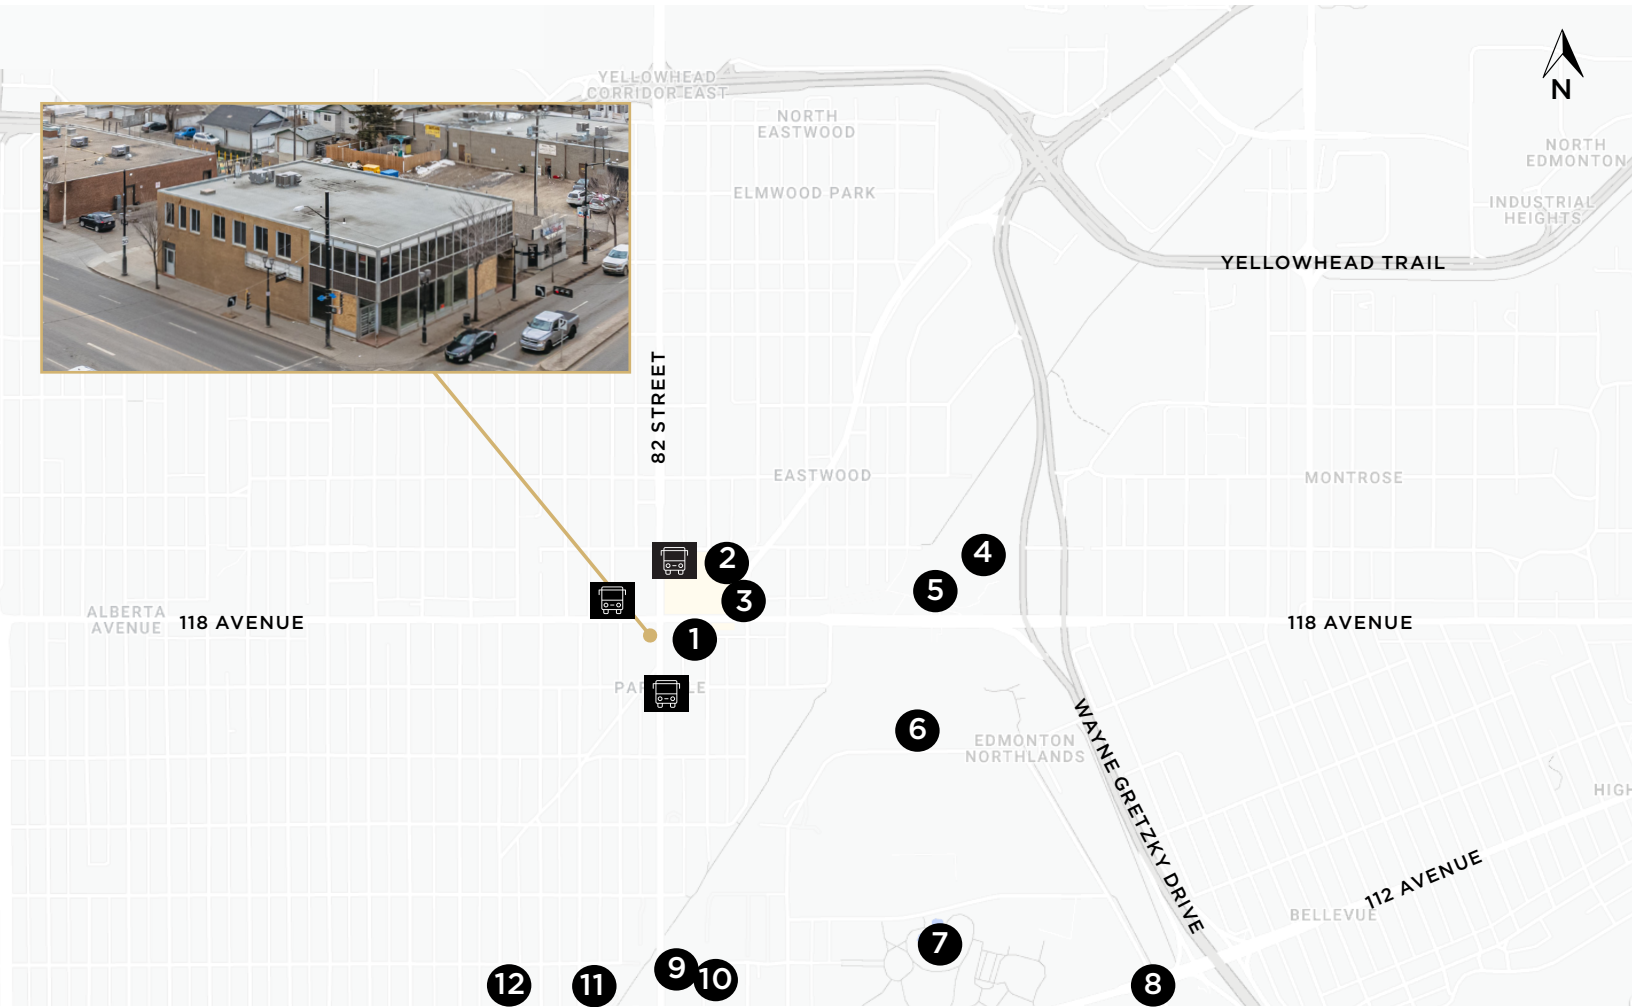 YELLOWHEAD
CORRIDOR EAST
N
NORTH
EASTWOOD
NORTH
EDMONTON
ELMWOOD PARK
INDUSTRIAL
HEIGHTS
YELLOWHEAD TRAIL
82 STREET
EASTWOOD
MONTROSE
2
4
5
3
ALBERTA
AVENUE
118 AVENUE
118 AVENUE
1
6
EDMONTON
NORTHLANDS
WAYNE GRETZKY DRIVE
HIGH
112 AVENUE
BELLEVUE
7
9
10
12
11
8